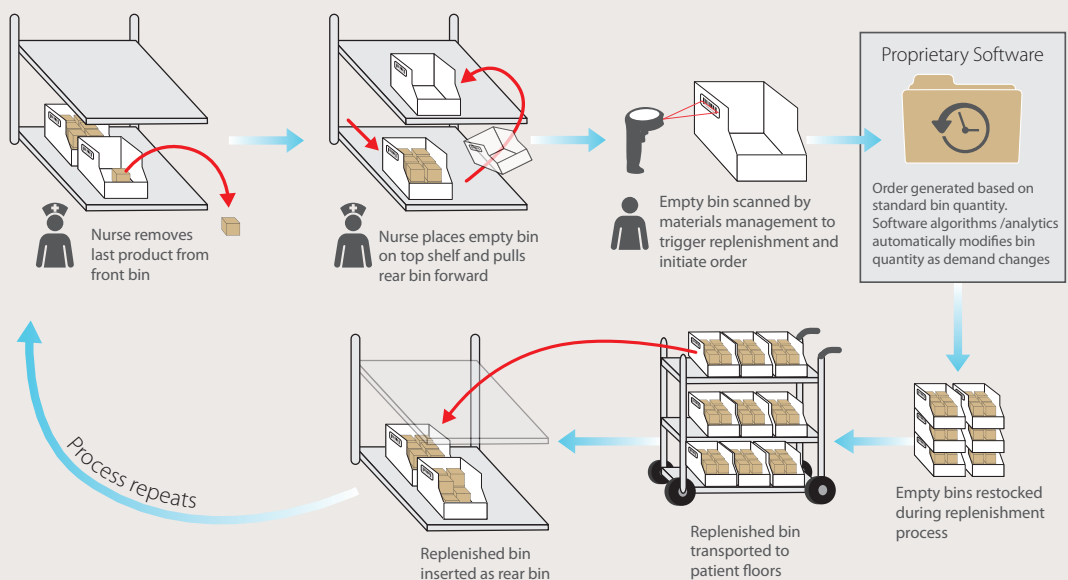 Proprietary Software
Nurse removes
last product from
front bin
Nurse places empty bin
on top shelf and pulls
rear bin forward
Empty bin scanned by
materials management to
trigger replenishment and
initiate order
Order generated based on
standard bin quantity.
Software algorithms /analytics
automatically modifies bin
quantity as demand changes
Empty bins restocked
during replenishment
process
Replenished bin
transported to
patient floors
Replenished bin
inserted as rear bin
Process repeats